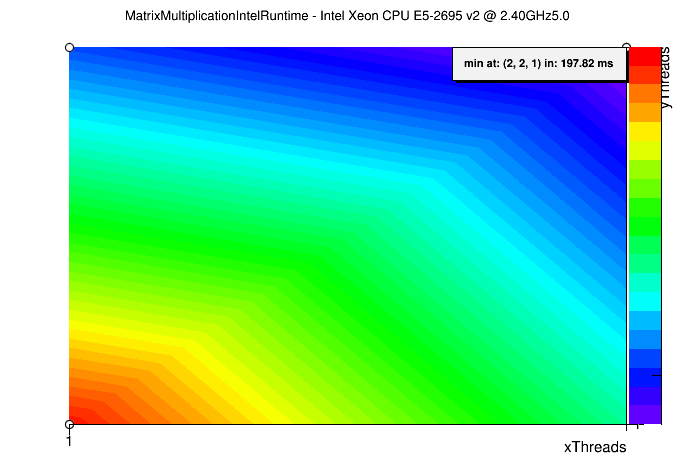 MatrixMultiplicationIntelRuntime - Intel Xeon CPU E5-2695 v2 @ 2.40GHz5.0
min at: (2, 2, 1) in: 197.82 ms
yThreads
1
xThreads